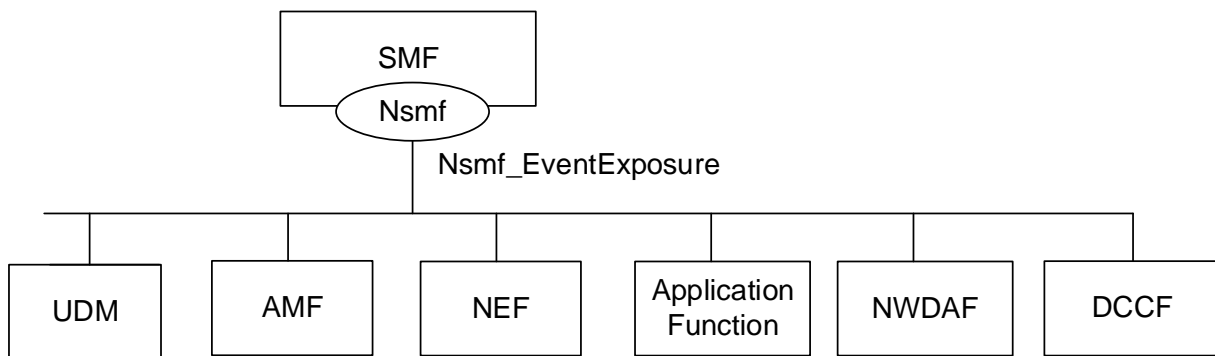 SMF
Nsmf
Nsmf_EventExposure
UDM
AMF
NEF
Application
Function
NWDAF
DCCF